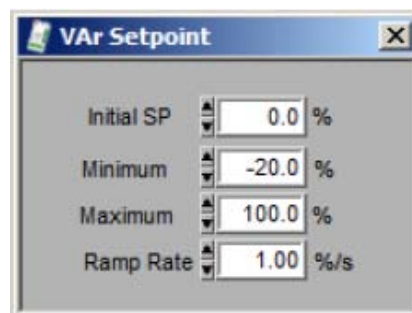 VAr Setpoint
Initial SP 0.0 %
Minimum -20.0 %
Maximum 100.0 %
Ramp Rate 1.00 %/s